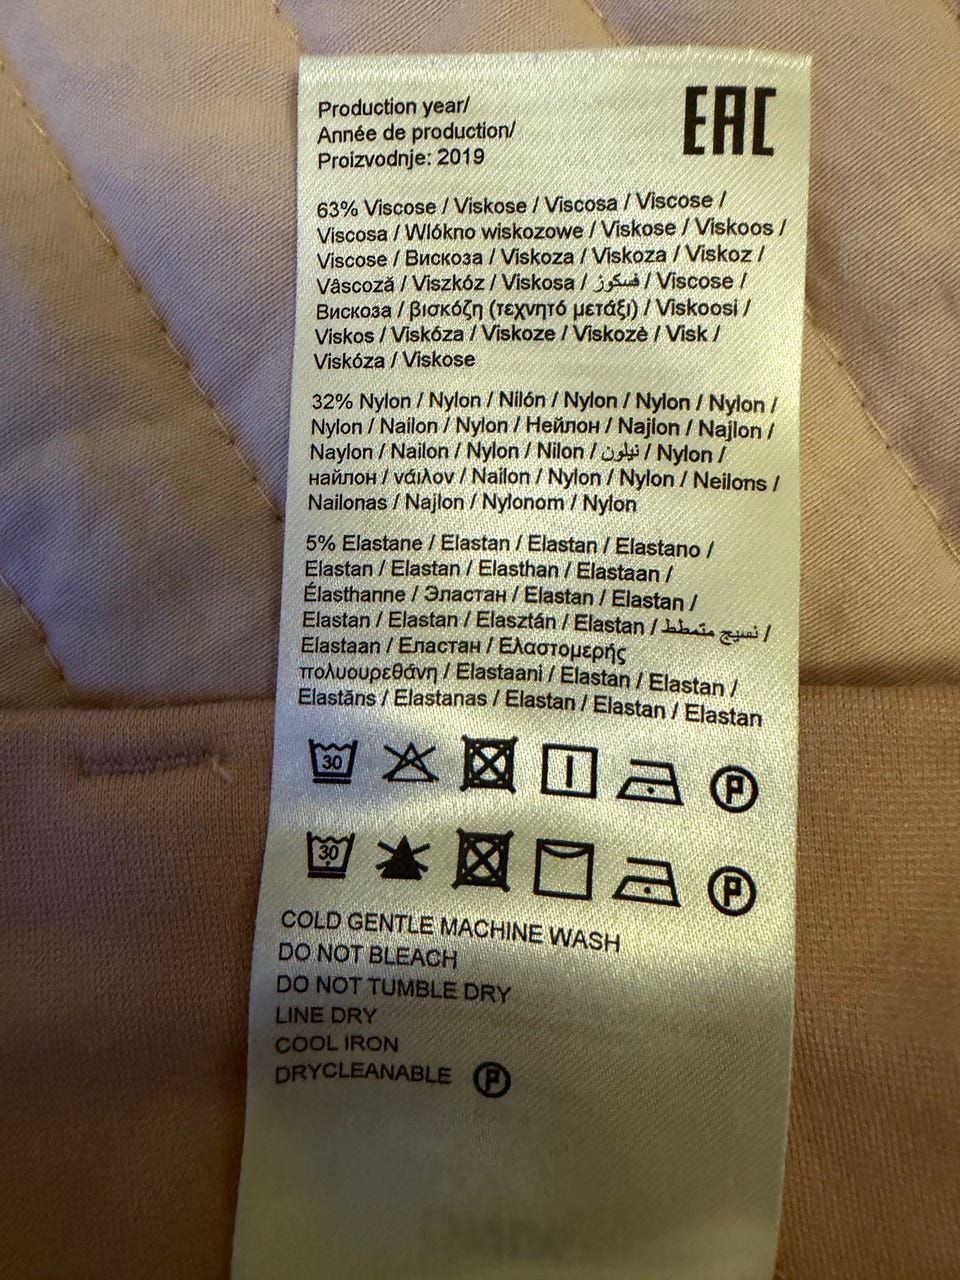 Production year/
Année de production/
Proizvodnje: 2019
EAC
63% Viscose / Viskose / Viscosa / Viscose /
Viscosa / Wlókno wiskozowe / Viskose / Viskoos /
Viscose / Вискоза / Viskoza / Viskoza / Viskoz /
Vâscoză / Viszkóz / Viskosa / فسكوز / Viscose /
Вискоза / βισκόζη (τεχνητό μετάξι) / Viskoosi /
Viskos / Viskóza / Viskoze / Viskozė / Visk /
Viskóza / Viskose
32% Nylon / Nylon / Nilón / Nylon / Nylon / Nylon /
Nylon / Nailon / Nylon / Нейлон / Najlon / Najlon /
Naylon / Nailon / Nylon / Nilon / نيلون / Nylon /
найлон / νάιλον / Nailon / Nylon / Nylon / Neilons /
Nailonas / Najlon / Nylonom / Nylon
5% Elastane / Elastan / Elastan / Elastano /
Elastan / Elastan / Elasthan / Elastaan /
Élasthanne / Эластан / Elastan / Elastan /
Elastan / Elastan / Elasztán / Elastan / نسيج متمطط /
Elastaan / Еластан / Ελαστομερής
πολυουρεθάνη / Elastaani / Elastan / Elastan /
Elastāns / Elastanas / Elastan / Elastan / Elastan
30 P
30 P
COLD GENTLE MACHINE WASH
DO NOT BLEACH
DO NOT TUMBLE DRY
LINE DRY
COOL IRON
DRYCLEANABLE P